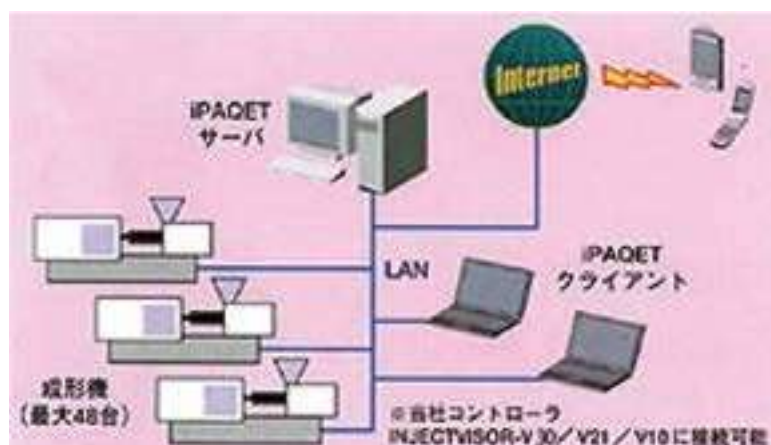 iPAQET
サーバ
Internet
LAN
iPAQET
クライアント
成形機
(最大48台)
※当社コントローラ
INJECTVISOR-V30/V21/V10に接続可能